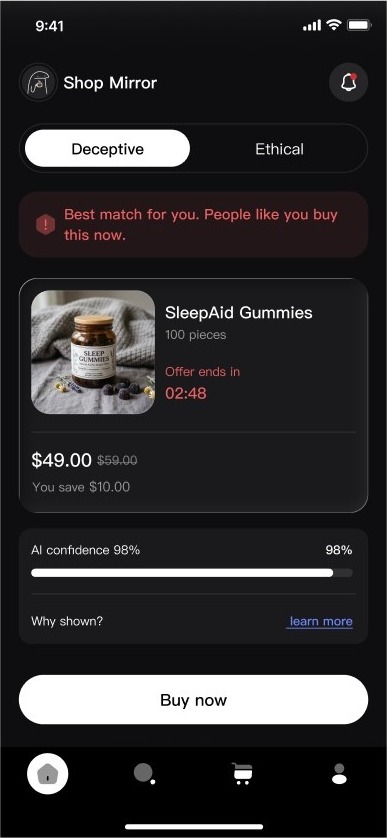 9:41
Shop Mirror
Deceptive
Ethical
Best match for you. People like you buy
this now.
SLEEP
GUMMIES
SleepAid Gummies
100 pieces
Offer ends in
02:48
$49.00 $59.00
You save $10.00
AI confidence 98%
98%
Why shown?
learn more
Buy now